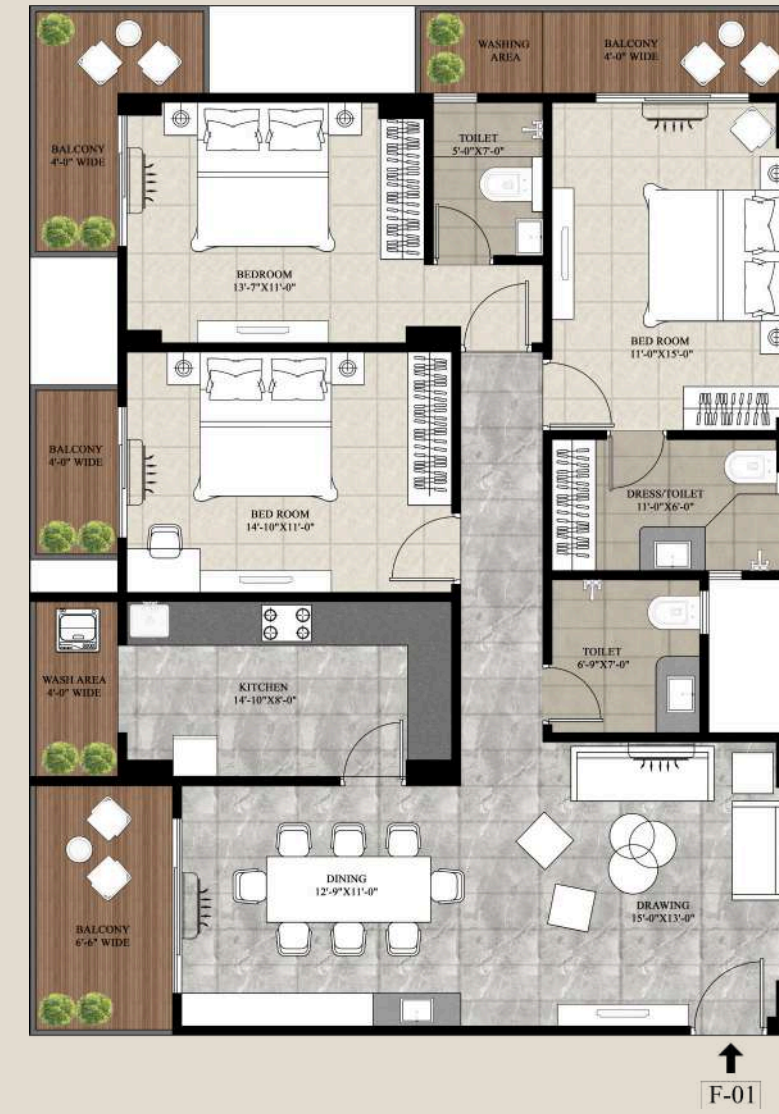 WASHING
AREA
BALCONY
4'-0" WIDE
BALCONY
4'-0" WIDE
TOILET
5'-0"X7'-0"
BEDROOM
13'-7"X11'-0"
BED ROOM
11'-0"X15'-0"
BALCONY
4'-0" WIDE
BED ROOM
14'-10"X11'-0"
DRESS/TOILET
11'-0"X6'-0"
TOILET
6'-9"X7'-0"
WASH AREA
4'-0" WIDE
KITCHEN
14'-10"X8'-0"
DINING
12'-9"X11'-0"
DRAWING
15'-0"X13'-0"
BALCONY
6'-6" WIDE
F-01